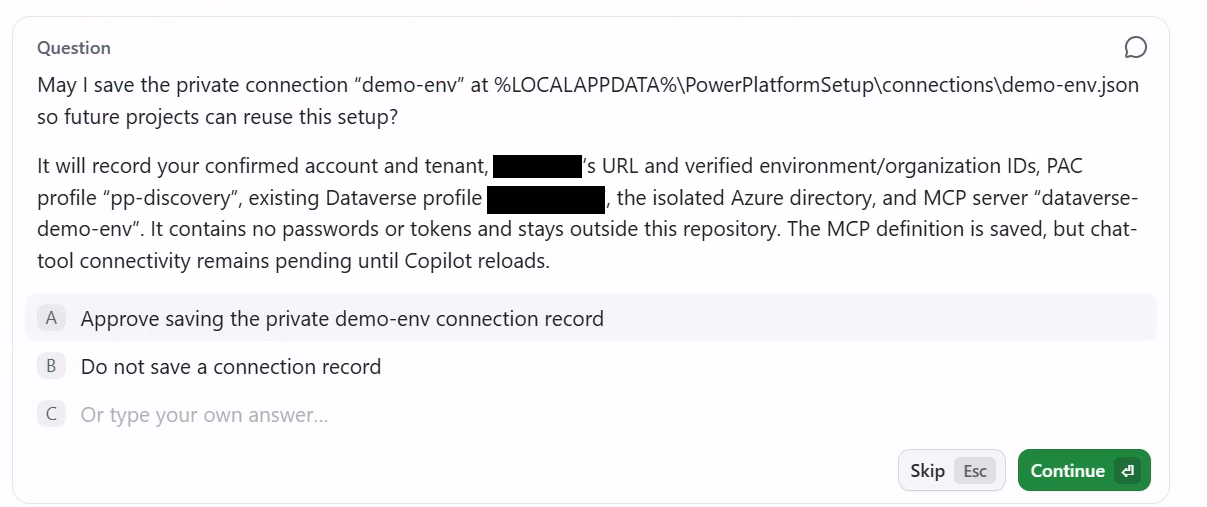 Question
May I save the private connection “demo-env” at %LOCALAPPDATA%\PowerPlatformSetup\connections\demo-env.json
so future projects can reuse this setup?
It will record your confirmed account and tenant, 's URL and verified environment/organization IDs, PAC
profile “pp-discovery”, existing Dataverse profile , the isolated Azure directory, and MCP server “dataverse-
demo-env”. It contains no passwords or tokens and stays outside this repository. The MCP definition is saved, but chat-
tool connectivity remains pending until Copilot reloads.
A Approve saving the private demo-env connection record
B Do not save a connection record
C Or type your own answer...
Skip Esc Continue